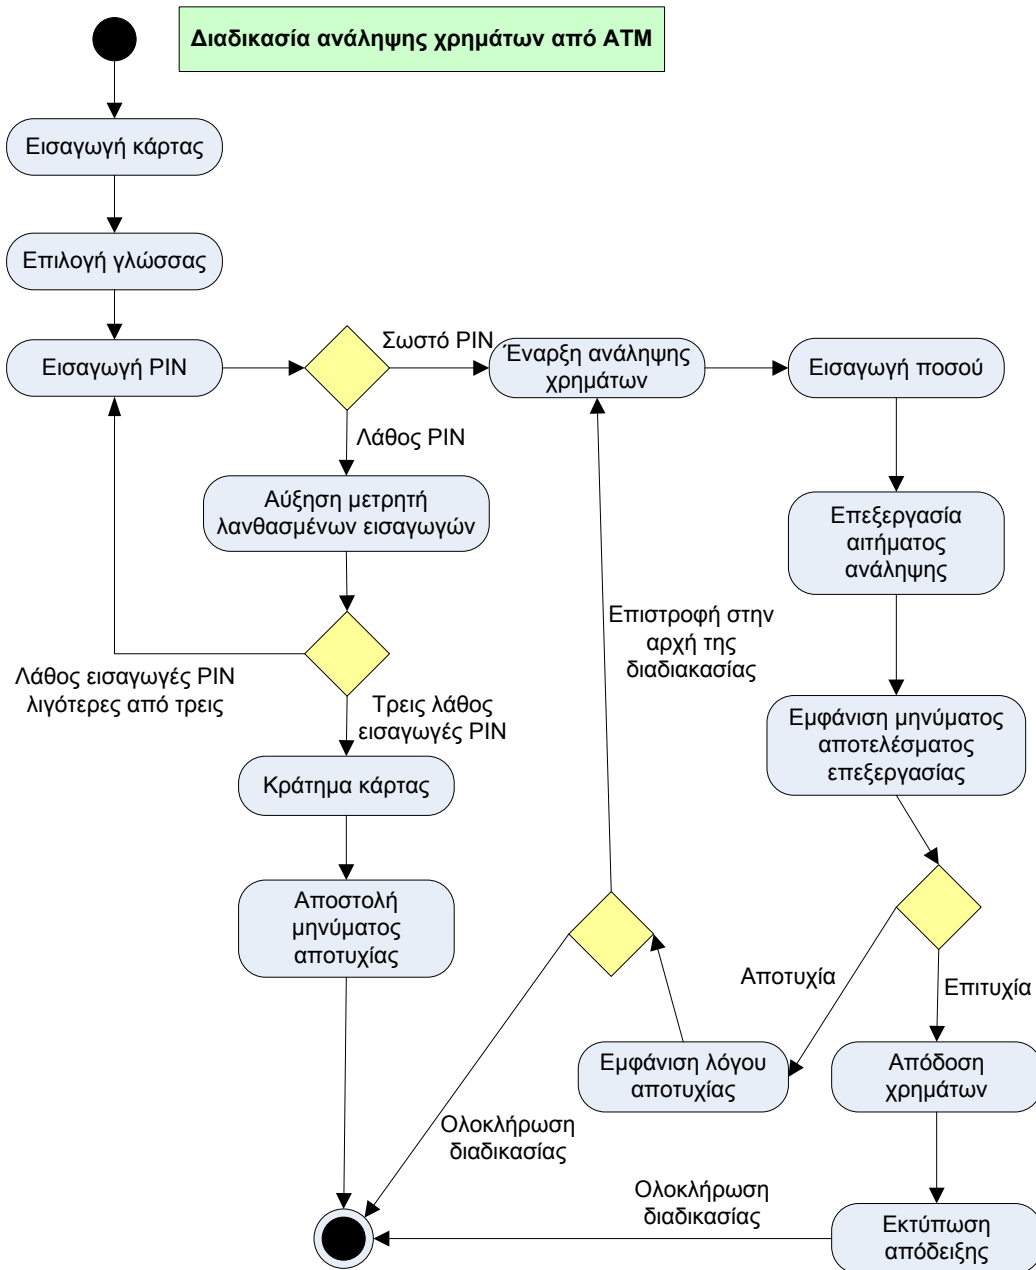 Διαδικασία ανάληψης χρημάτων από ATM
Εισαγωγή κάρτας
Επιλογή γλώσσας
Εισαγωγή PIN
Σωστό PIN
Έναρξη ανάληψης
χρημάτων
Εισαγωγή ποσού
Λάθος PIN
Αύξηση μετρητή
λανθασμένων εισαγωγών
Επεξεργασία
αιτήματος
ανάληψης
Επιστροφή στην
αρχή της
διαδιακασίας
Λάθος εισαγωγές PIN
λιγότερες από τρεις
Τρεις λάθος
εισαγωγές PIN
Εμφάνιση μηνύματος
αποτελέσματος
επεξεργασίας
Κράτημα κάρτας
Αποστολή
μηνύματος
αποτυχίας
Αποτυχία
Επιτυχία
Εμφάνιση λόγου
αποτυχίας
Απόδοση
χρημάτων
Ολοκλήρωση
διαδικασίας
Ολοκλήρωση
διαδικασίας
Εκτύπωση
απόδειξης